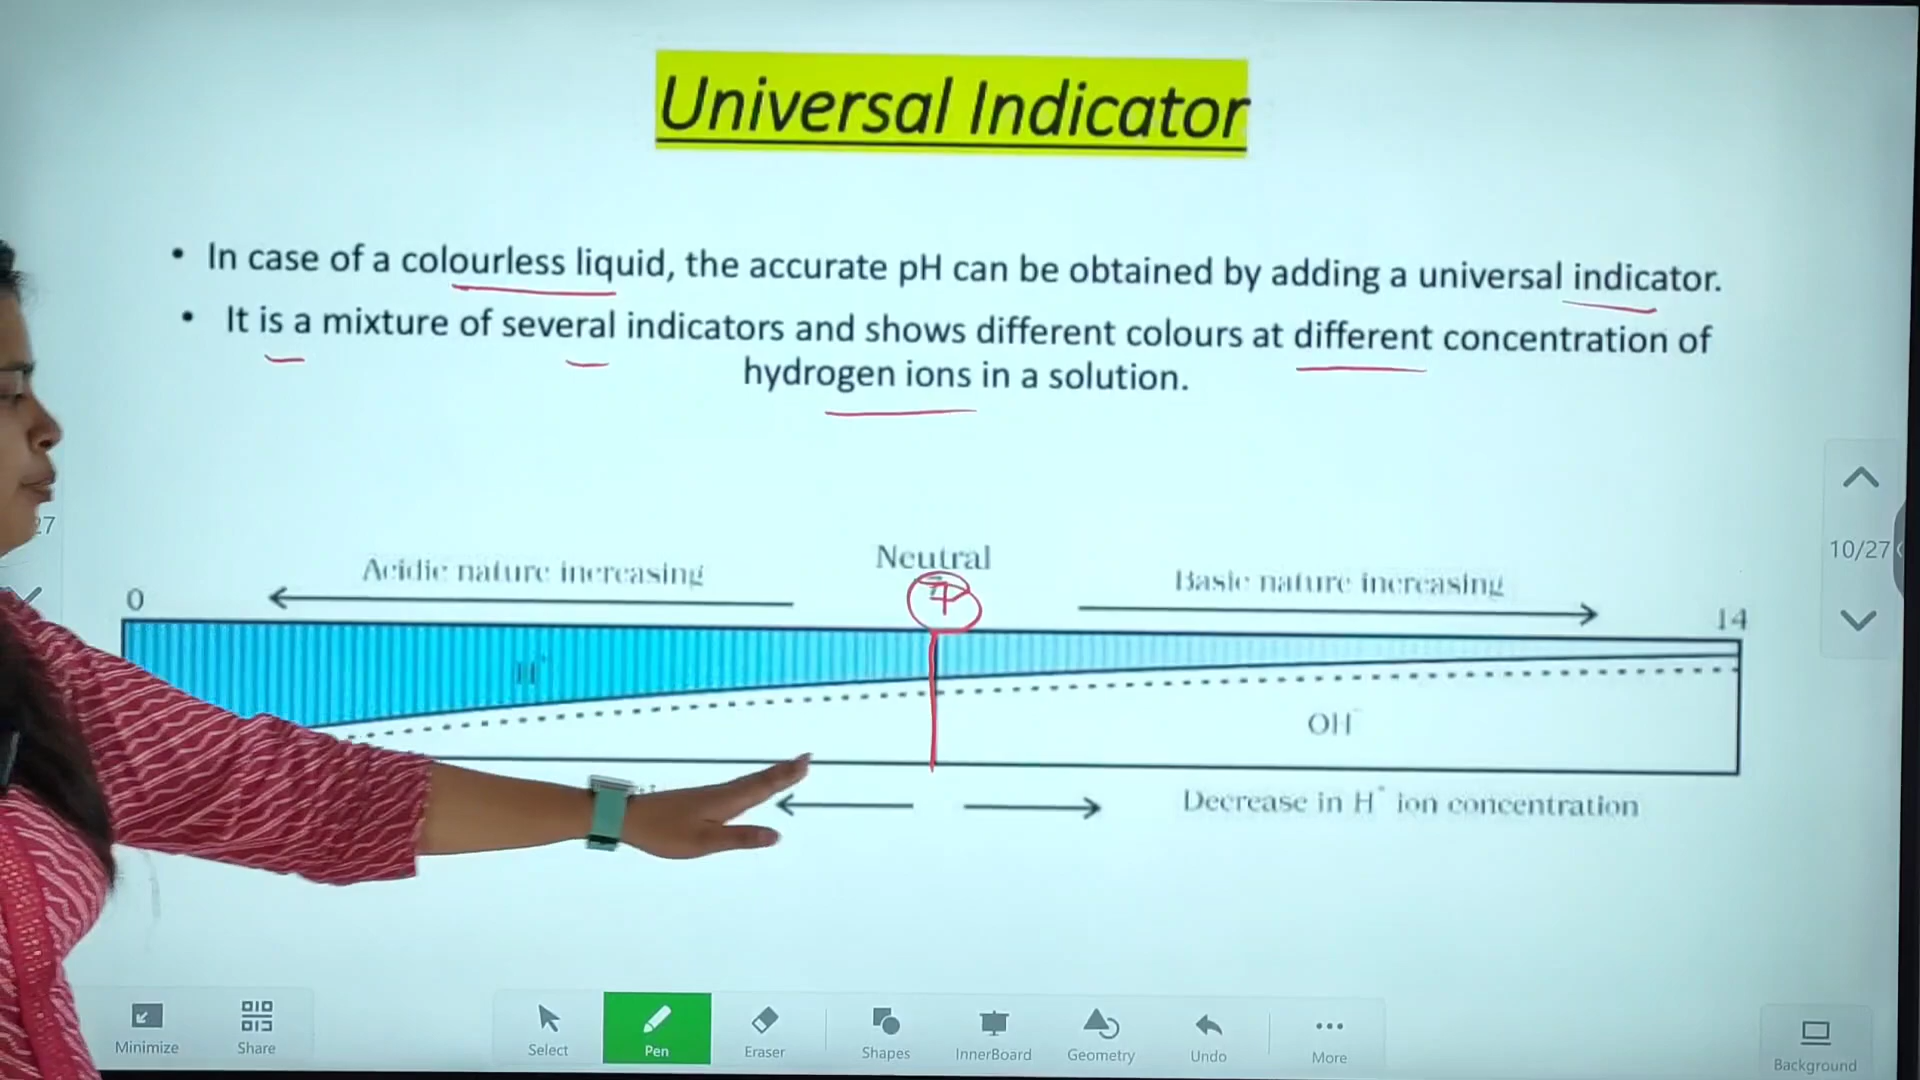 Universal Indicator
• In case of a colourless liquid, the accurate pH can be obtained by adding a universal indicator.
• It is a mixture of several indicators and shows different colours at different concentration of
hydrogen ions in a solution.
27
10/27
Neutral
Acidic nature increasing
Basic nature increasing
0
7
14
H⁺
OH⁻
Decrease in H⁺ ion concentration
Minimize
Share
Select
Pen
Eraser
Shapes
InnerBoard
Geometry
Undo
More
Background